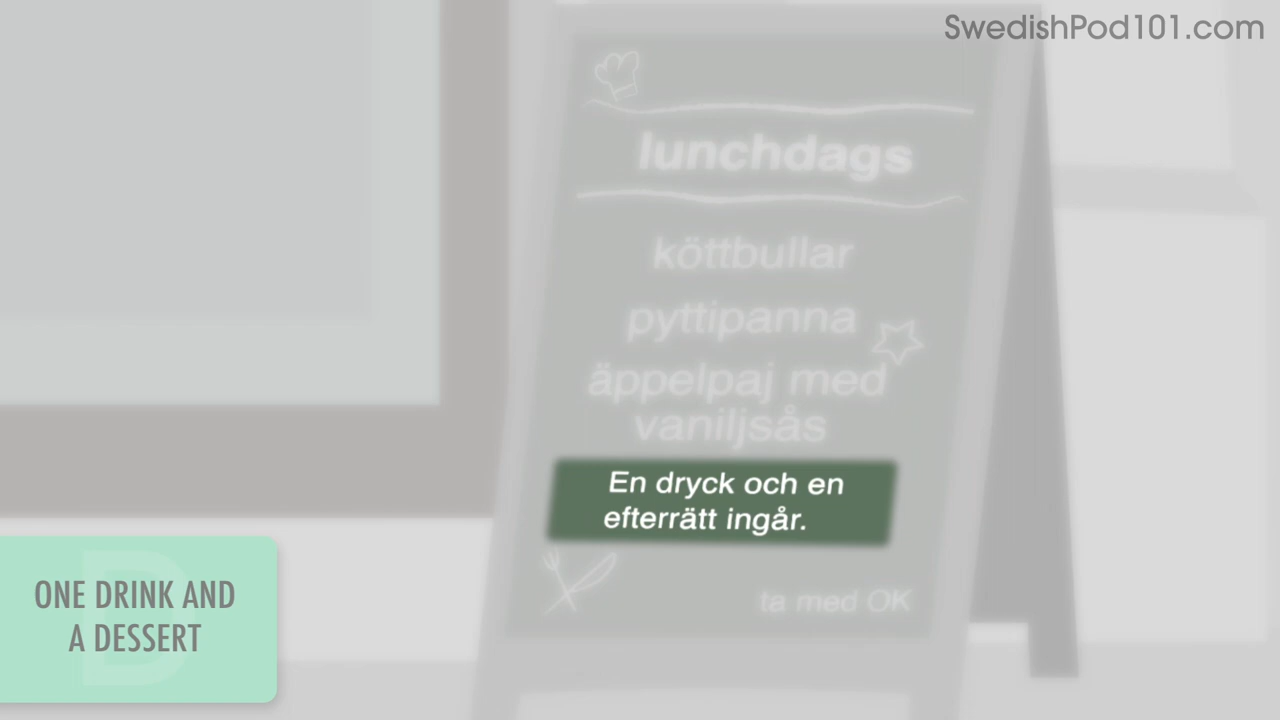 SwedishPod101.com
lunchdags
köttbullar
pyttipanna
äppelpaj med
vaniljsås
En dryck och en
efterrätt ingår.
ta med OK
ONE DRINK AND
A DESSERT
D